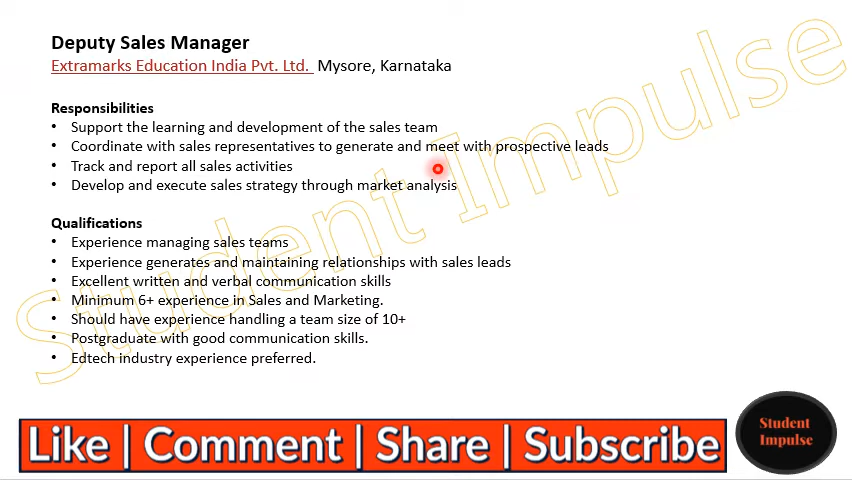 Deputy Sales Manager
Extramarks Education India Pvt. Ltd. Mysore, Karnataka
Responsibilities
• Support the learning and development of the sales team
• Coordinate with sales representatives to generate and meet with prospective leads
• Track and report all sales activities
• Develop and execute sales strategy through market analysis
Qualifications
• Experience managing sales teams
• Experience generates and maintaining relationships with sales leads
• Excellent written and verbal communication skills
• Minimum 6+ experience in Sales and Marketing.
• Should have experience handling a team size of 10+
• Postgraduate with good communication skills.
• Edtech industry experience preferred.
Student Impulse
Like | Comment | Share | Subscribe
Student
Impulse